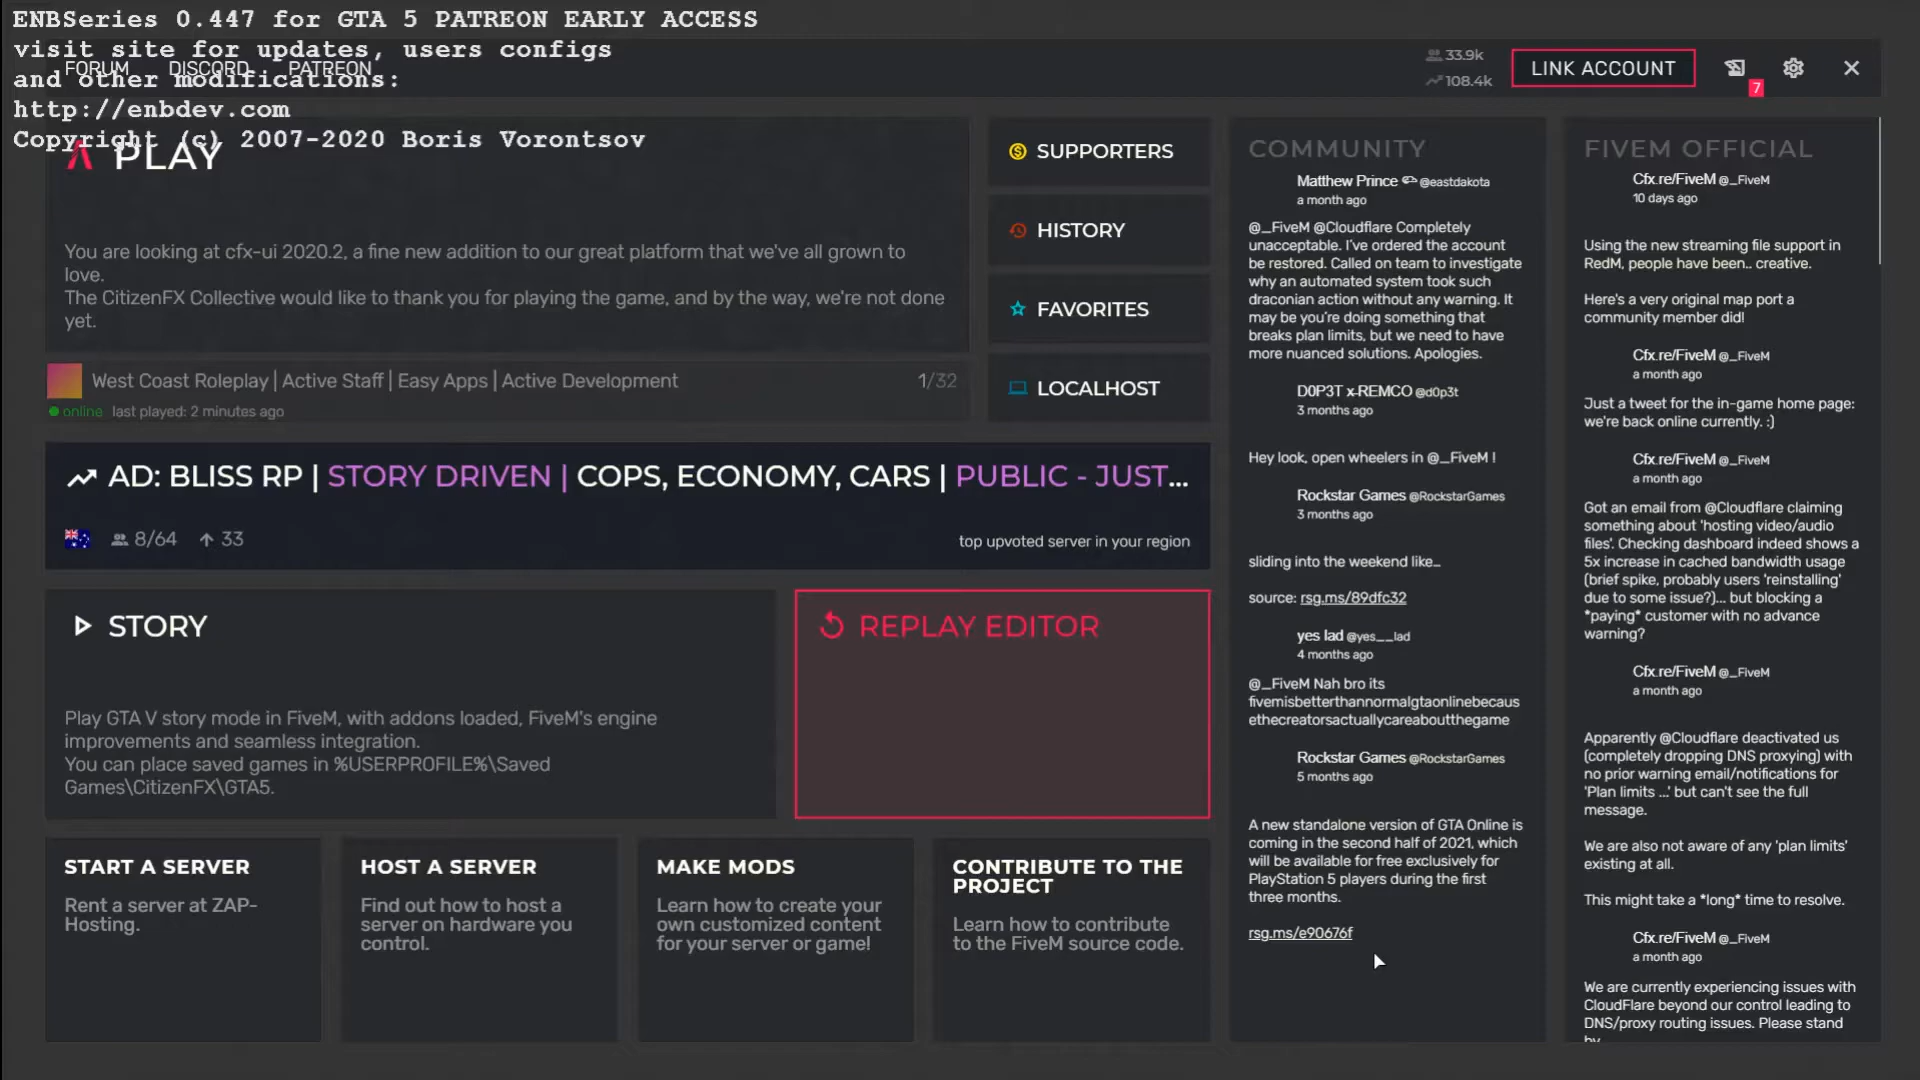 ENBSeries 0.447 for GTA 5 PATREON EARLY ACCESS
visit site for updates, users configs
and other modifications:
http://enbdev.com
Copyright (c) 2007-2020 Boris Vorontsov
FORUM DISCORD PATREON
33.9k
108.4k
LINK ACCOUNT
7
PLAY
You are looking at cfx-ui 2020.2, a fine new addition to our great platform that we've all grown to
love.
The CitizenFX Collective would like to thank you for playing the game, and by the way, we're not done
yet.
West Coast Roleplay | Active Staff | Easy Apps | Active Development 1/32
online last played: 2 minutes ago
SUPPORTERS
HISTORY
FAVORITES
LOCALHOST
AD: BLISS RP | STORY DRIVEN | COPS, ECONOMY, CARS | PUBLIC - JUST...
8/64 33 top upvoted server in your region
STORY
Play GTA V story mode in FiveM, with addons loaded, FiveM's engine
improvements and seamless integration.
You can place saved games in %USERPROFILE%\Saved
Games\CitizenFX\GTA5.
REPLAY EDITOR
START A SERVER
Rent a server at ZAP-
Hosting.
HOST A SERVER
Find out how to host a
server on hardware you
control.
MAKE MODS
Learn how to create your
own customized content
for your server or game!
CONTRIBUTE TO THE
PROJECT
Learn how to contribute
to the FiveM source code.
COMMUNITY
Matthew Prince @eastdakota
a month ago
@_FiveM @Cloudflare Completely
unacceptable. I've ordered the account
be restored. Called on team to investigate
why an automated system took such
draconian action without any warning. It
may be you're doing something that
breaks plan limits, but we need to have
more nuanced solutions. Apologies.
D0P3T x-REMCO @d0p3t
3 months ago
Hey look, open wheelers in @_FiveM !
Rockstar Games @RockstarGames
3 months ago
sliding into the weekend like…
source: rsg.ms/89dfc32
yes lad @yes__lad
4 months ago
@_FiveM Nah bro its
fivemisbetterthannormalgtaonlinebecaus
ethecreatorsactuallycareaboutthegame
Rockstar Games @RockstarGames
5 months ago
A new standalone version of GTA Online is
coming in the second half of 2021, which
will be available for free exclusively for
PlayStation 5 players during the first
three months.
rsg.ms/e90676f
FIVEM OFFICIAL
Cfx.re/FiveM @_FiveM
10 days ago
Using the new streaming file support in
RedM, people have been.. creative.
Here's a very original map port a
community member did!
Cfx.re/FiveM @_FiveM
a month ago
Just a tweet for the in-game home page:
we're back online currently. :)
Cfx.re/FiveM @_FiveM
a month ago
Got an email from @Cloudflare claiming
something about 'hosting video/audio
files'. Checking dashboard indeed shows a
5x increase in cached bandwidth usage
(brief spike, probably users 'reinstalling'
due to some issue?)... but blocking a
*paying* customer with no advance
warning?
Cfx.re/FiveM @_FiveM
a month ago
Apparently @Cloudflare deactivated us
(completely dropping DNS proxying) with
no prior warning email/notifications for
'Plan limits ...' but can't see the full
message.
We are also not aware of any 'plan limits'
existing at all.
This might take a *long* time to resolve.
Cfx.re/FiveM @_FiveM
a month ago
We are currently experiencing issues with
CloudFlare beyond our control leading to
DNS/proxy routing issues. Please stand
by